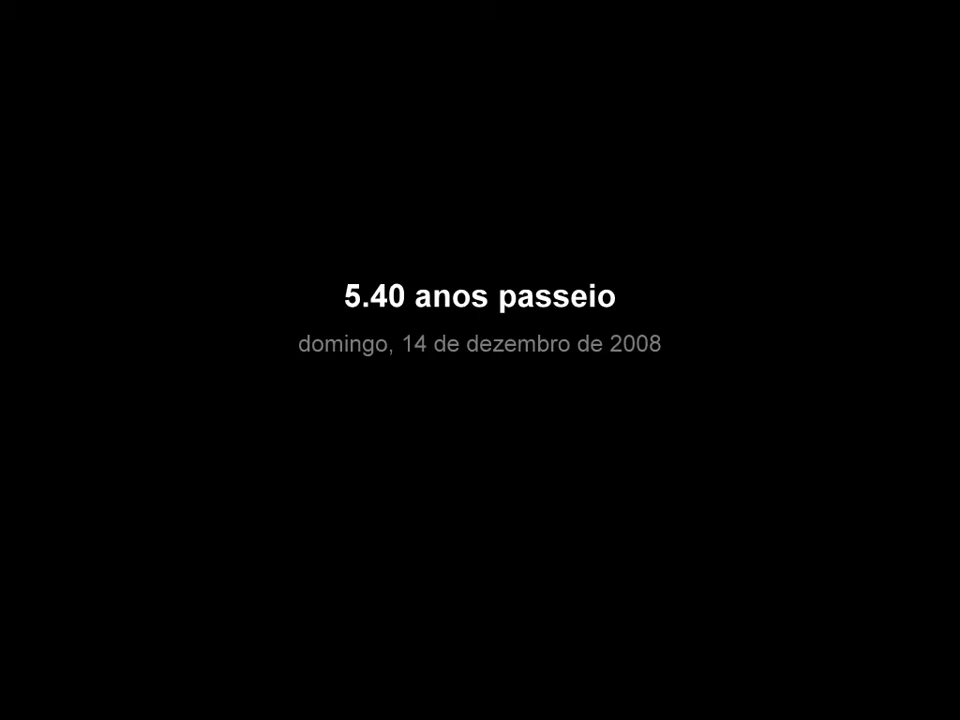 5.40 anos passeio
domingo, 14 de dezembro de 2008